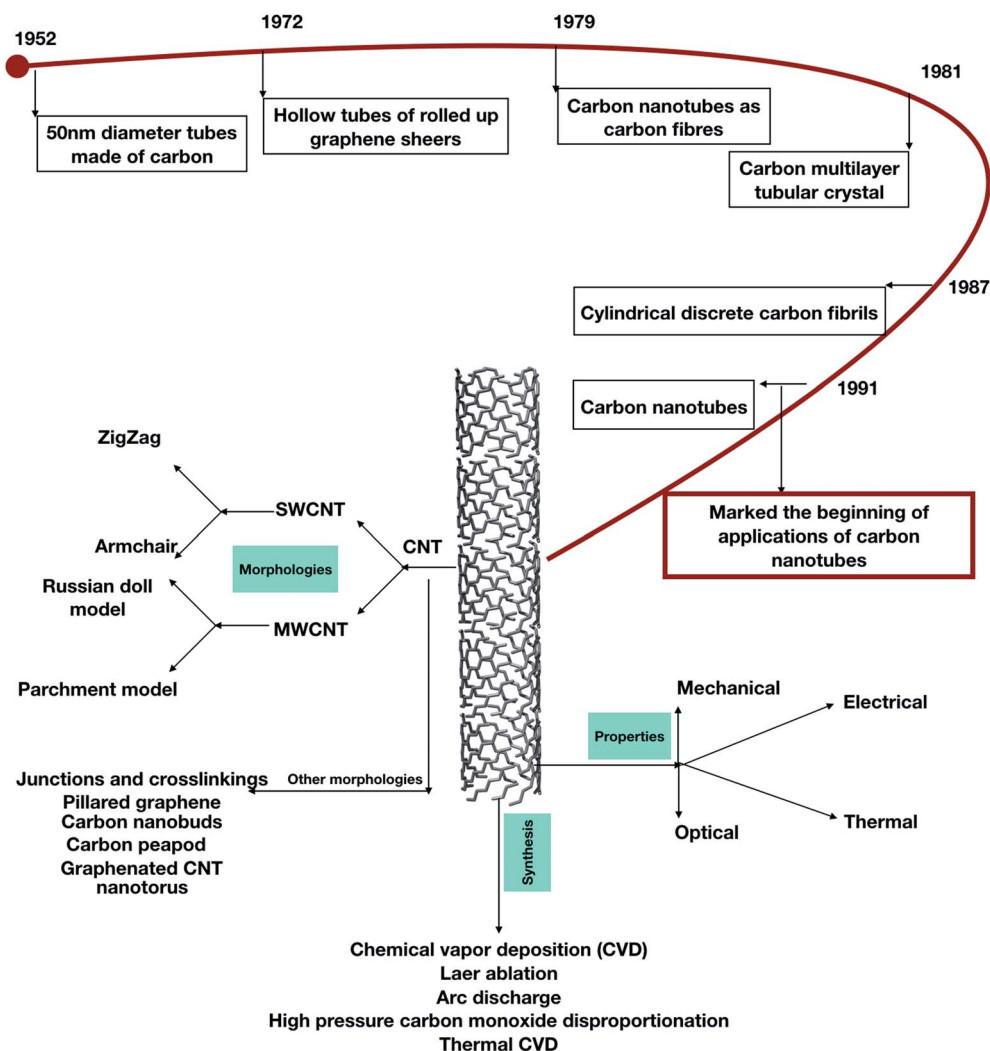 1952
1972
1979
1981
50nm diameter tubes
made of carbon
Hollow tubes of rolled up
graphene sheers
Carbon nanotubes as
carbon fibres
Carbon multilayer
tubular crystal
1987
Cylindrical discrete carbon fibrils
1991
Carbon nanotubes
Marked the beginning of
applications of carbon
nanotubes
ZigZag
SWCNT
Armchair
Morphologies
CNT
Russian doll
model
MWCNT
Parchment model
Other morphologies
Junctions and crosslinkings
Pillared graphene
Carbon nanobuds
Carbon peapod
Graphenated CNT
nanotorus
Properties
Mechanical
Electrical
Optical
Thermal
Synthesis
Chemical vapor deposition (CVD)
Laer ablation
Arc discharge
High pressure carbon monoxide disproportionation
Thermal CVD